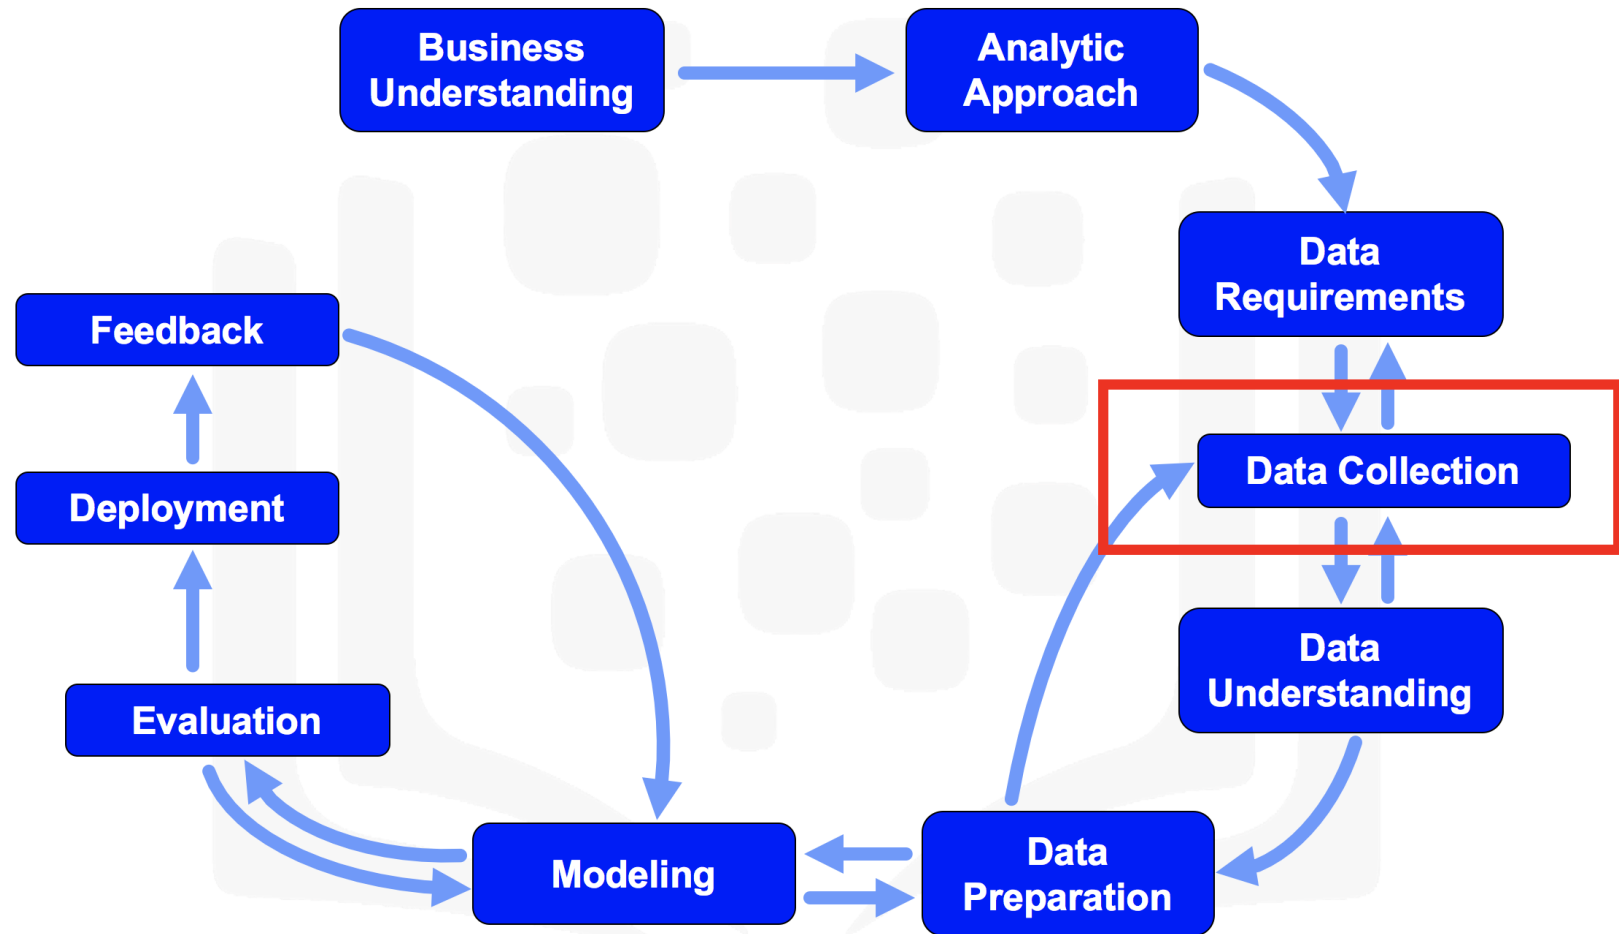 Business
Understanding
Analytic
Approach
Data
Requirements
Data Collection
Data
Understanding
Data
Preparation
Modeling
Evaluation
Deployment
Feedback